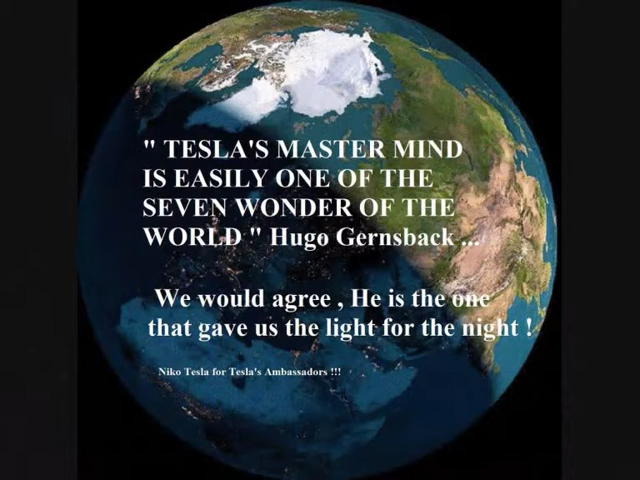 " TESLA'S MASTER MIND
IS EASILY ONE OF THE
SEVEN WONDER OF THE
WORLD " Hugo Gernsback ...
We would agree , He is the one
that gave us the light for the night !
Niko Tesla for Tesla's Ambassadors !!!